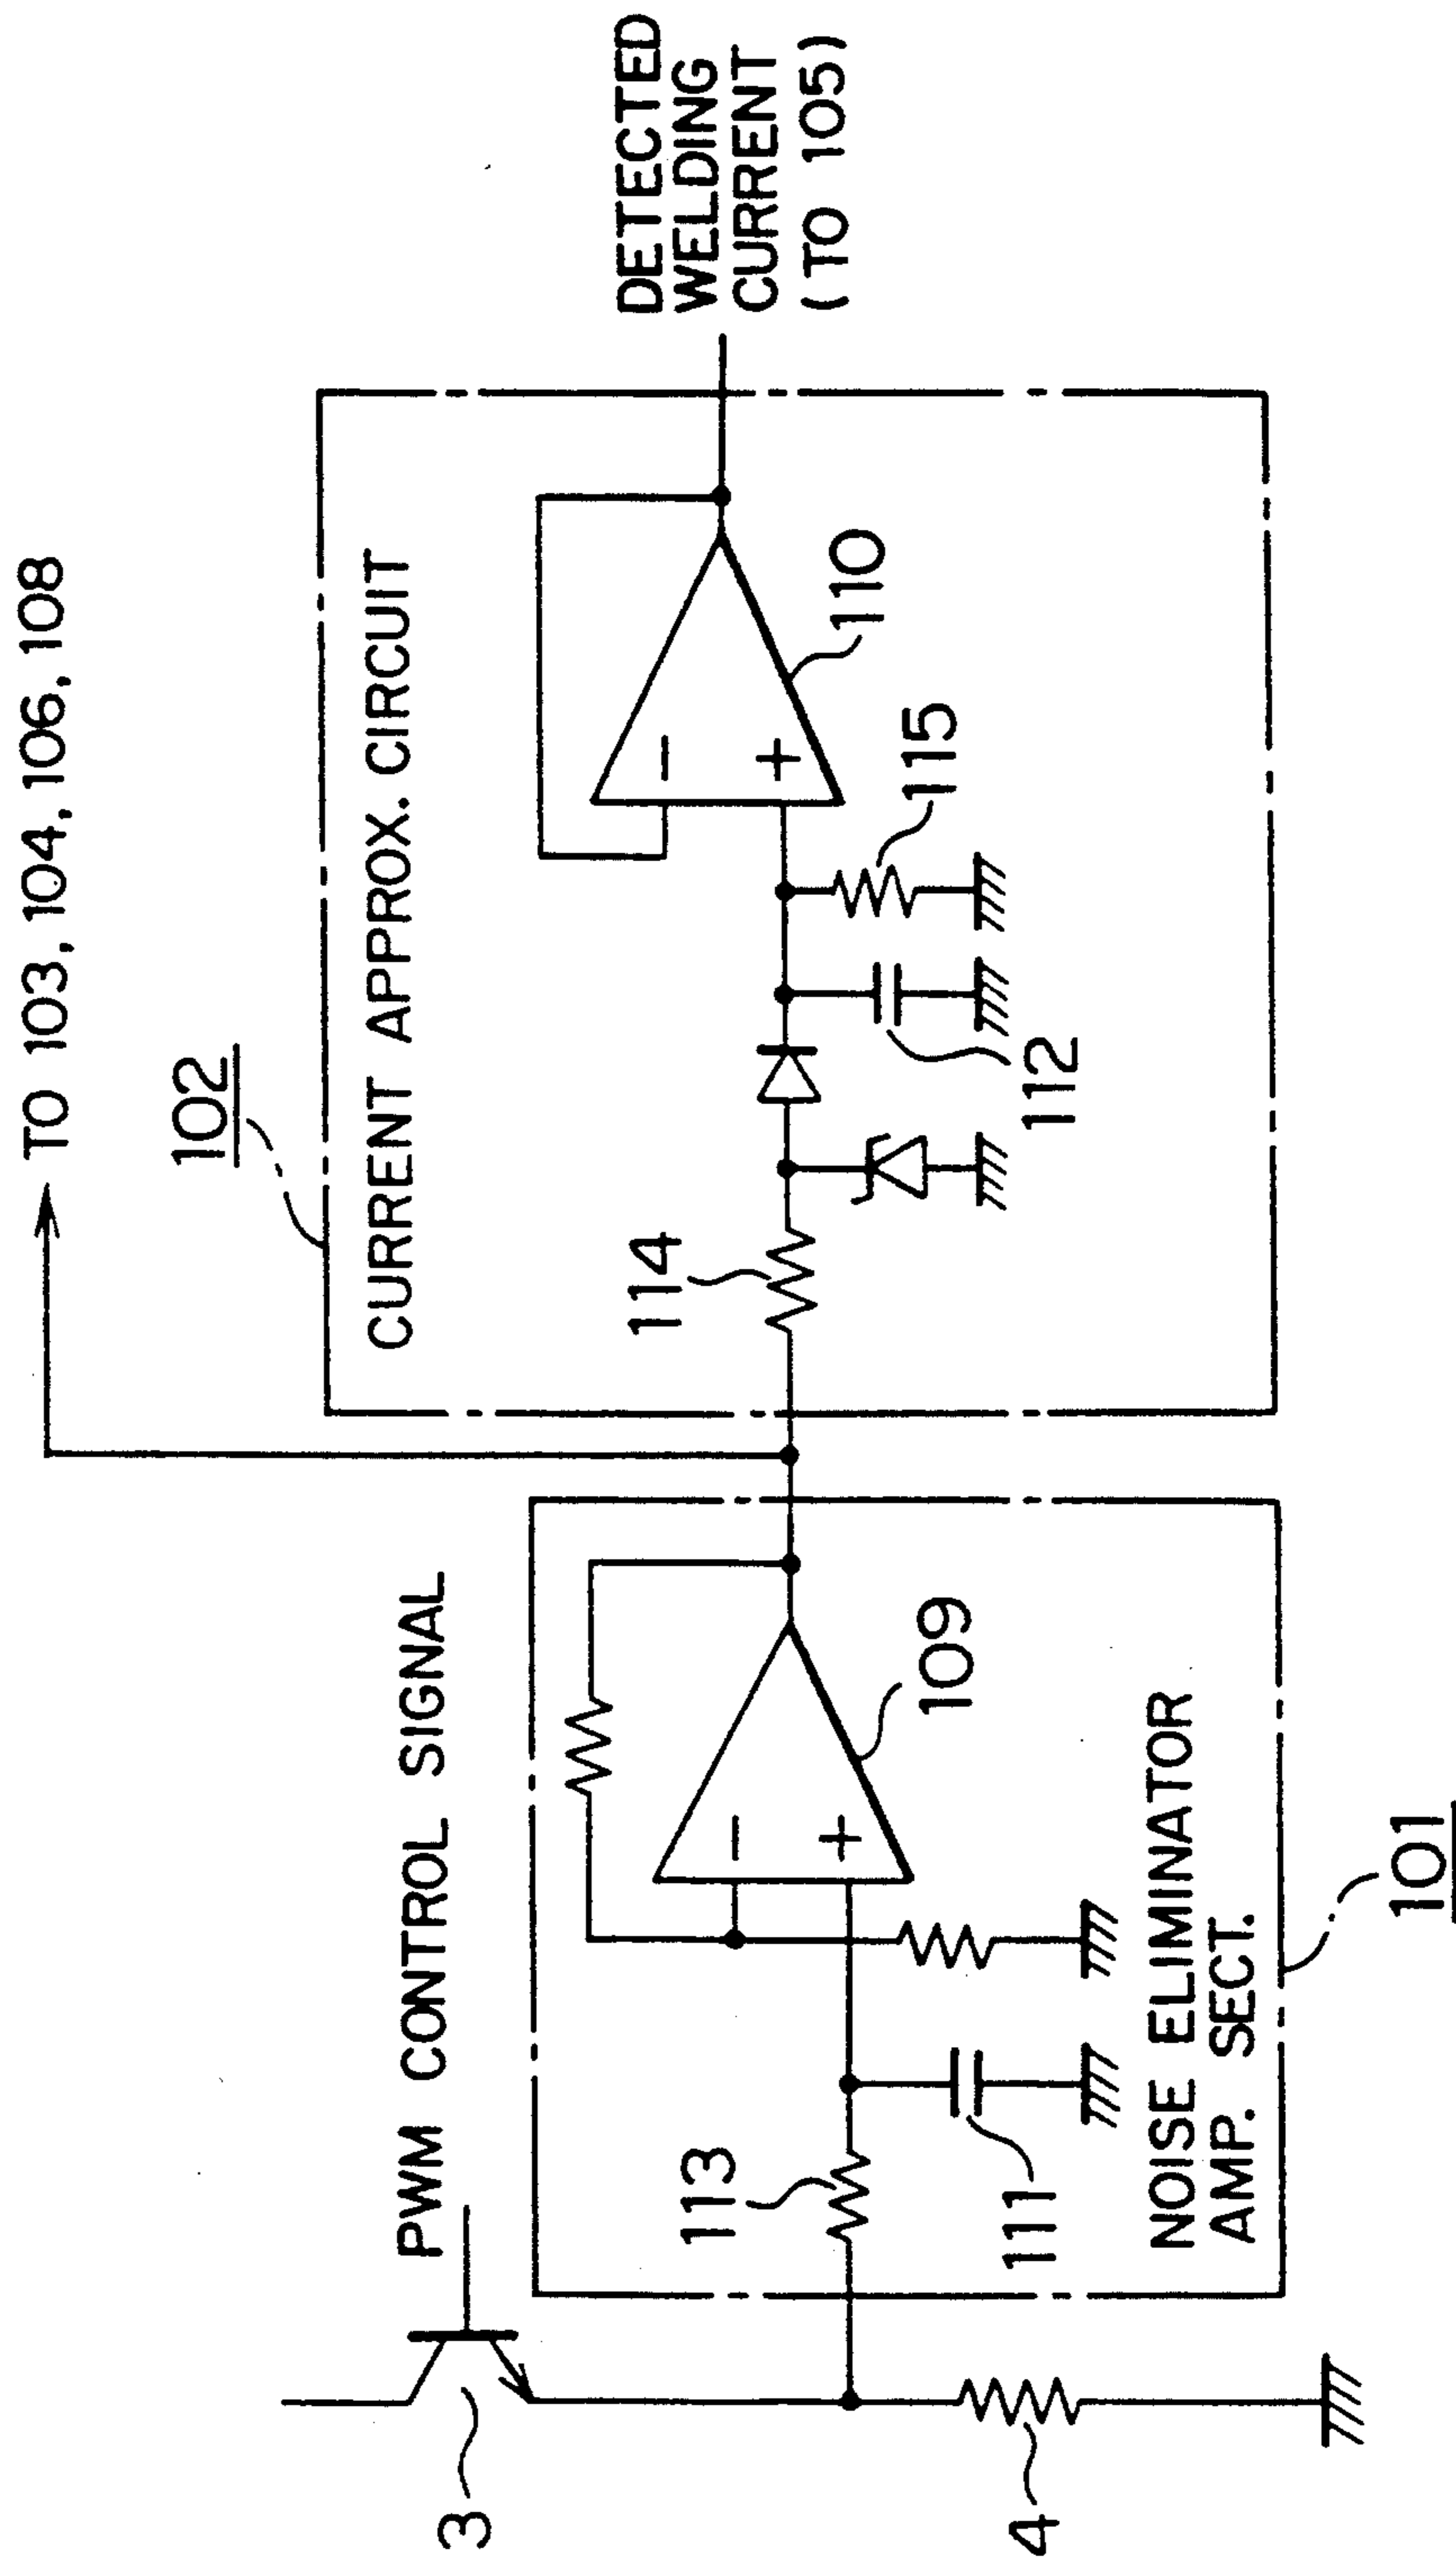 TO 103, 104, 106, 108
102
CURRENT APPROX. CIRCUIT
DETECTED
WELDING
CURRENT
(TO 105)
110
114
115
112
PWM CONTROL SIGNAL
109
113
111
NOISE ELIMINATOR
AMP. SECT.
101
3
4
-
+
-
+